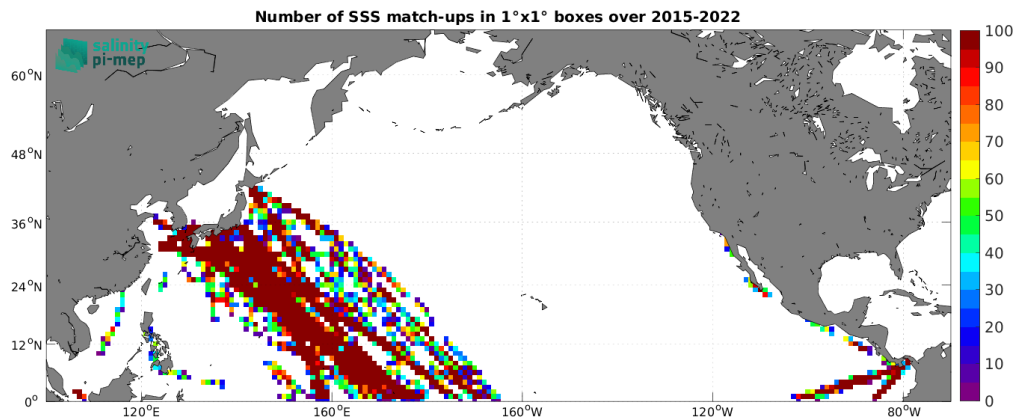 Number of SSS match-ups in 1°x1° boxes over 2015-2022
salinity
pi-mep
60°N
48°N
36°N
24°N
12°N
0°
120°E
160°E
160°W
120°W
80°W
100
90
80
70
60
50
40
30
20
10
0